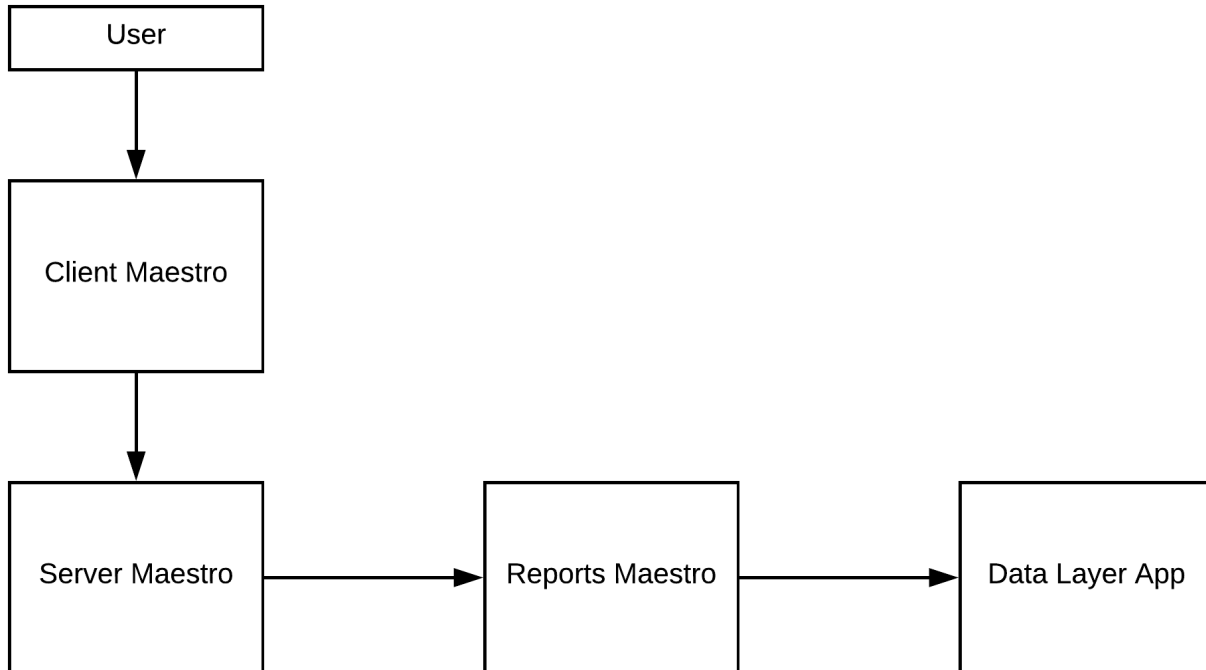 User
Client Maestro
Server Maestro
Reports Maestro
Data Layer App